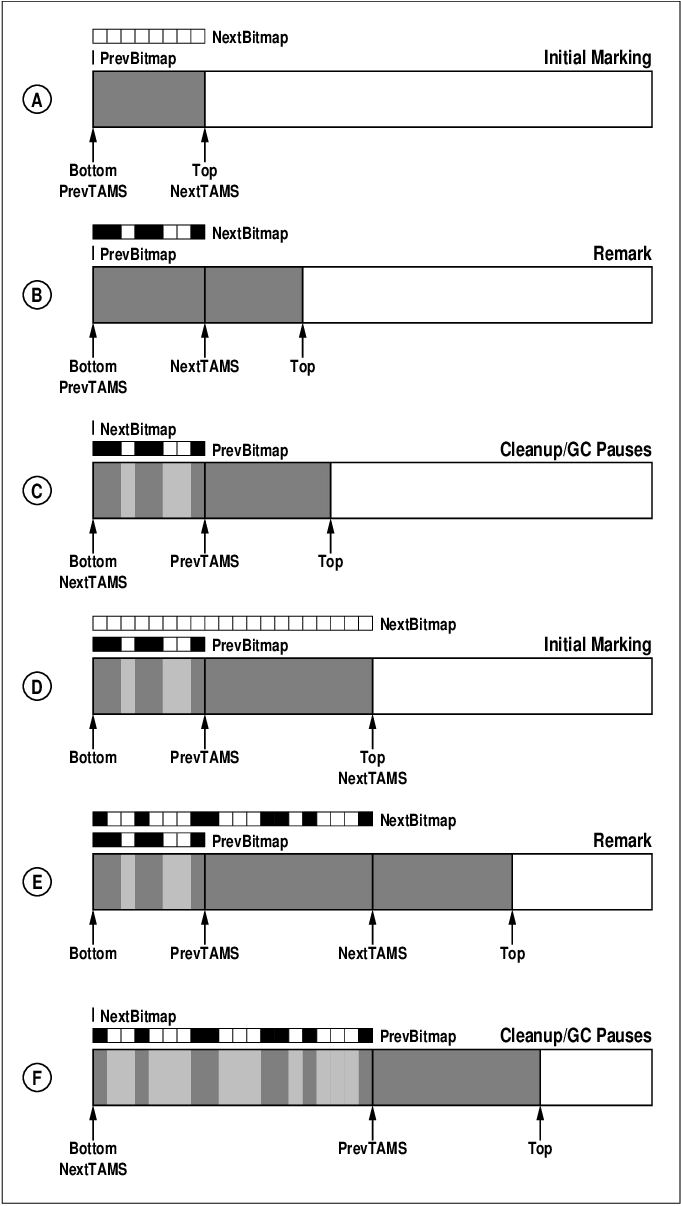 NextBitmap
PrevBitmap Initial Marking
A
Bottom Top
PrevTAMS NextTAMS
NextBitmap
PrevBitmap Remark
B
Bottom NextTAMS Top
PrevTAMS
NextBitmap
PrevBitmap Cleanup/GC Pauses
C
Bottom PrevTAMS Top
NextTAMS
NextBitmap
PrevBitmap Initial Marking
D
Bottom PrevTAMS Top
NextTAMS
NextBitmap
PrevBitmap Remark
E
Bottom PrevTAMS NextTAMS Top
NextBitmap
PrevBitmap Cleanup/GC Pauses
F
Bottom PrevTAMS Top
NextTAMS